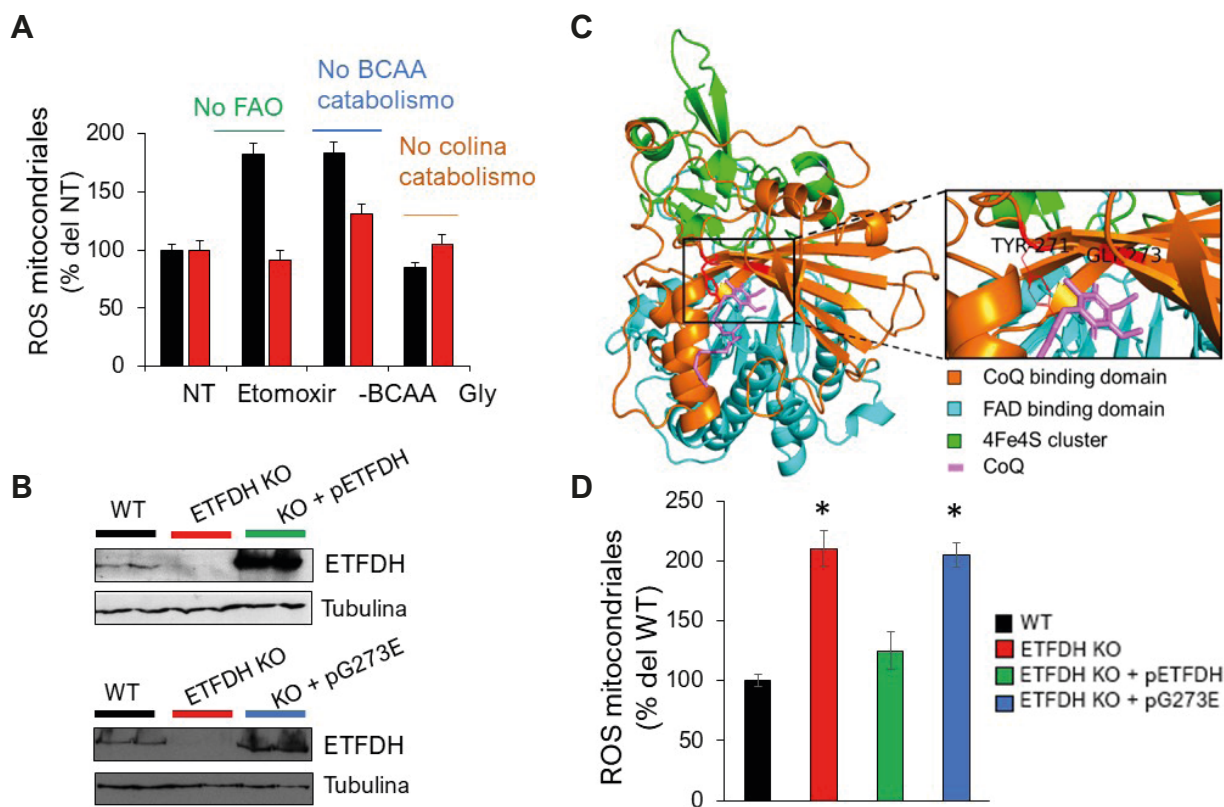 A
No FAO
No BCAA
catabolismo
No colina
catabolismo
ROS mitocondriales
(% del NT)
200
150
100
50
0
NT
Etomoxir
-BCAA
Gly
B
WT
ETFDH KO
KO + pETFDH
ETFDH
Tubulina
WT
ETFDH KO
KO + pG273E
ETFDH
Tubulina
C
TYR-271
CoQ binding domain
FAD binding domain
4Fe4S cluster
CoQ
D
ROS mitocondriales
(% del WT)
250
200
150
100
50
0
*
*
WT
ETFDH KO
ETFDH KO + pETFDH
ETFDH KO + pG273E